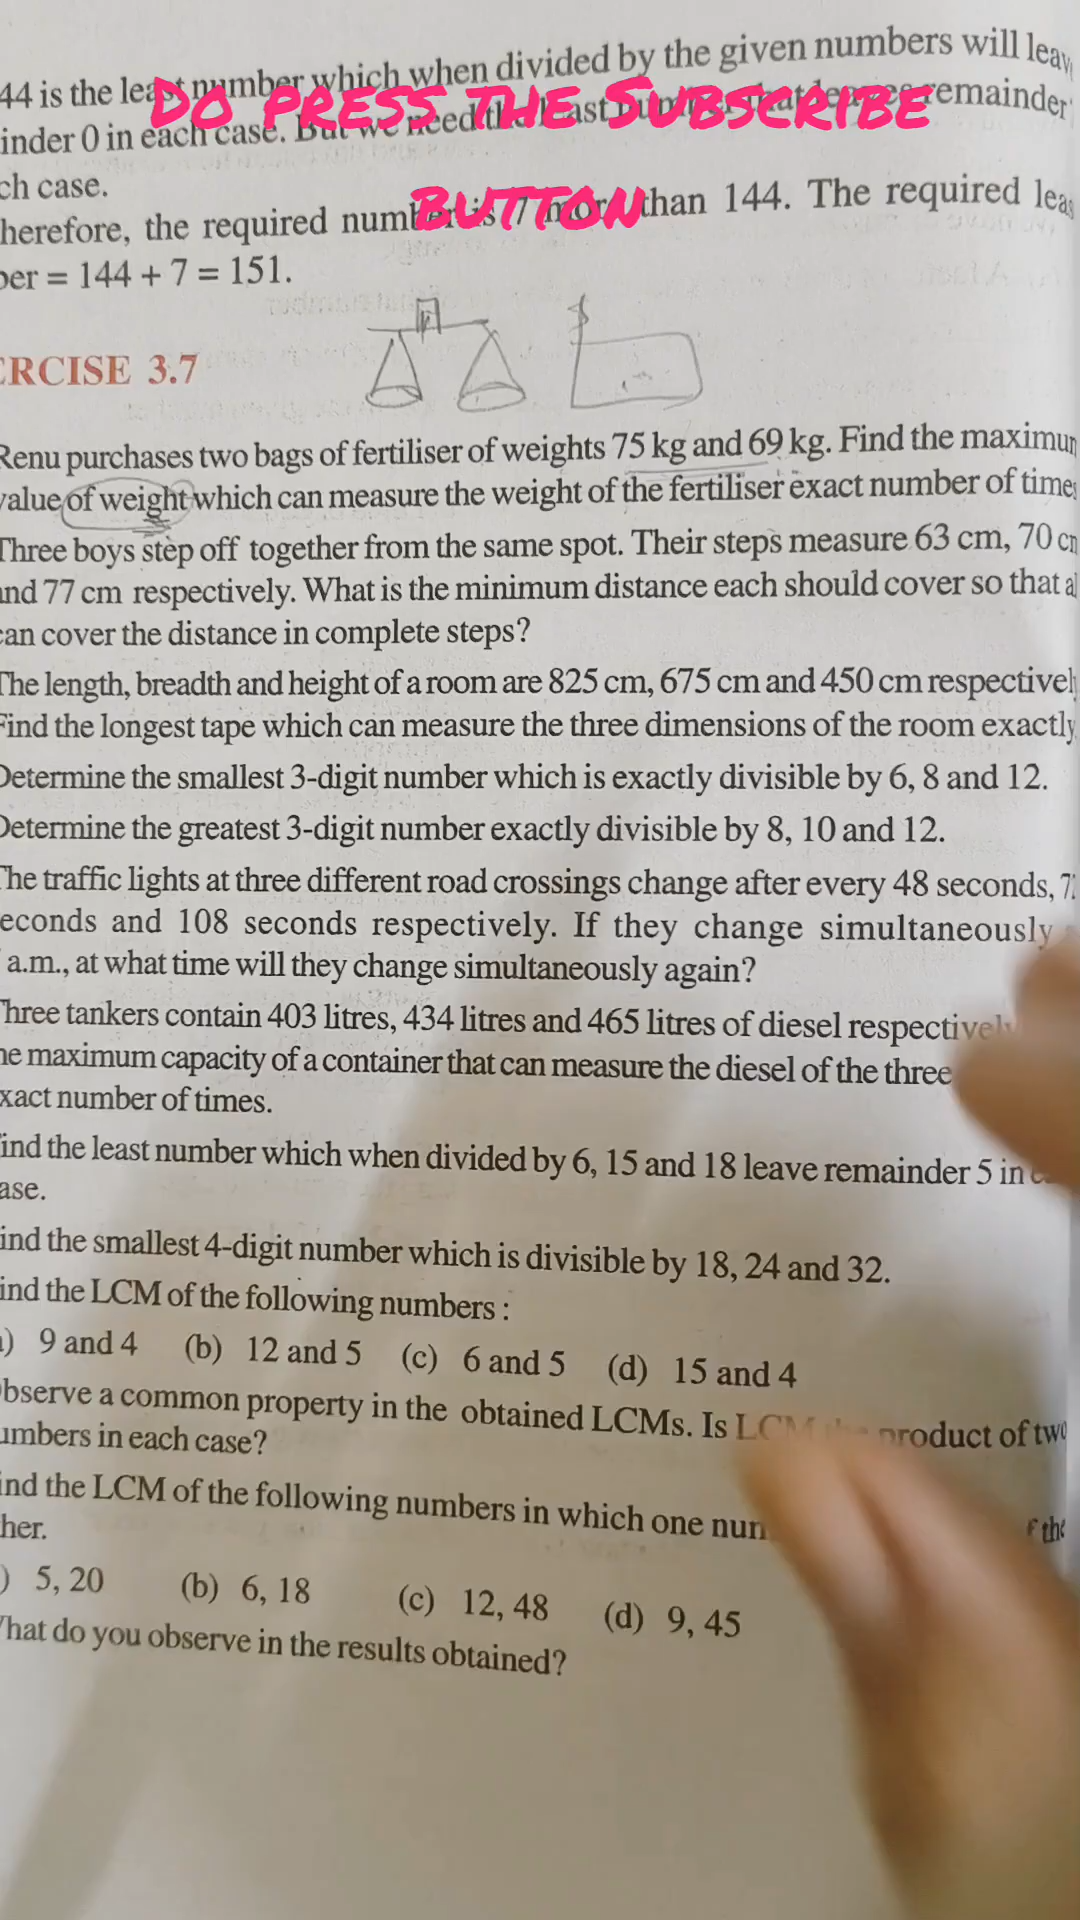 44 is the least number which when divided by the given numbers will leav
DO PRESS THE SUBSCRIBE
inder 0 in each case. But we need the least remainder
BUTTON
ch case.
herefore, the required number is 7 more than 144. The required leas
ber = 144 + 7 = 151.
ERCISE 3.7
Renu purchases two bags of fertiliser of weights 75 kg and 69 kg. Find the maximum
value of weight which can measure the weight of the fertiliser exact number of times
Three boys step off together from the same spot. Their steps measure 63 cm, 70 cm
and 77 cm respectively. What is the minimum distance each should cover so that al
can cover the distance in complete steps?
The length, breadth and height of a room are 825 cm, 675 cm and 450 cm respectively
Find the longest tape which can measure the three dimensions of the room exactly
Determine the smallest 3-digit number which is exactly divisible by 6, 8 and 12.
Determine the greatest 3-digit number exactly divisible by 8, 10 and 12.
The traffic lights at three different road crossings change after every 48 seconds, 7
econds and 108 seconds respectively. If they change simultaneously
a.m., at what time will they change simultaneously again?
Three tankers contain 403 litres, 434 litres and 465 litres of diesel respectively
he maximum capacity of a container that can measure the diesel of the three
xact number of times.
ind the least number which when divided by 6, 15 and 18 leave remainder 5 in
ase.
ind the smallest 4-digit number which is divisible by 18, 24 and 32.
ind the LCM of the following numbers :
) 9 and 4 (b) 12 and 5 (c) 6 and 5 (d) 15 and 4
bserve a common property in the obtained LCMs. Is LCM the product of two
umbers in each case?
ind the LCM of the following numbers in which one num the
her.
) 5, 20 (b) 6, 18 (c) 12, 48 (d) 9, 45
hat do you observe in the results obtained?